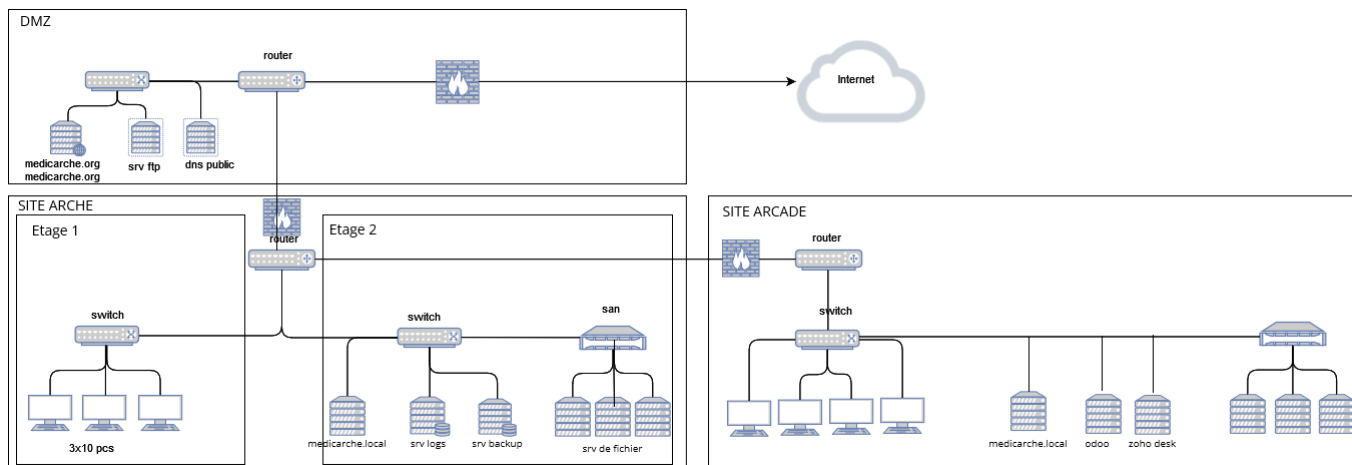 DMZ
router
Internet
medicarche.org
medicarche.org
srv ftp
dns public
SITE ARCHE
Etage 1
router
Etage 2
switch
3x10 pcs
switch
san
medicarche.local
srv logs
srv backup
srv de fichier
SITE ARCADE
router
switch
medicarche.local
odoo
zoho desk